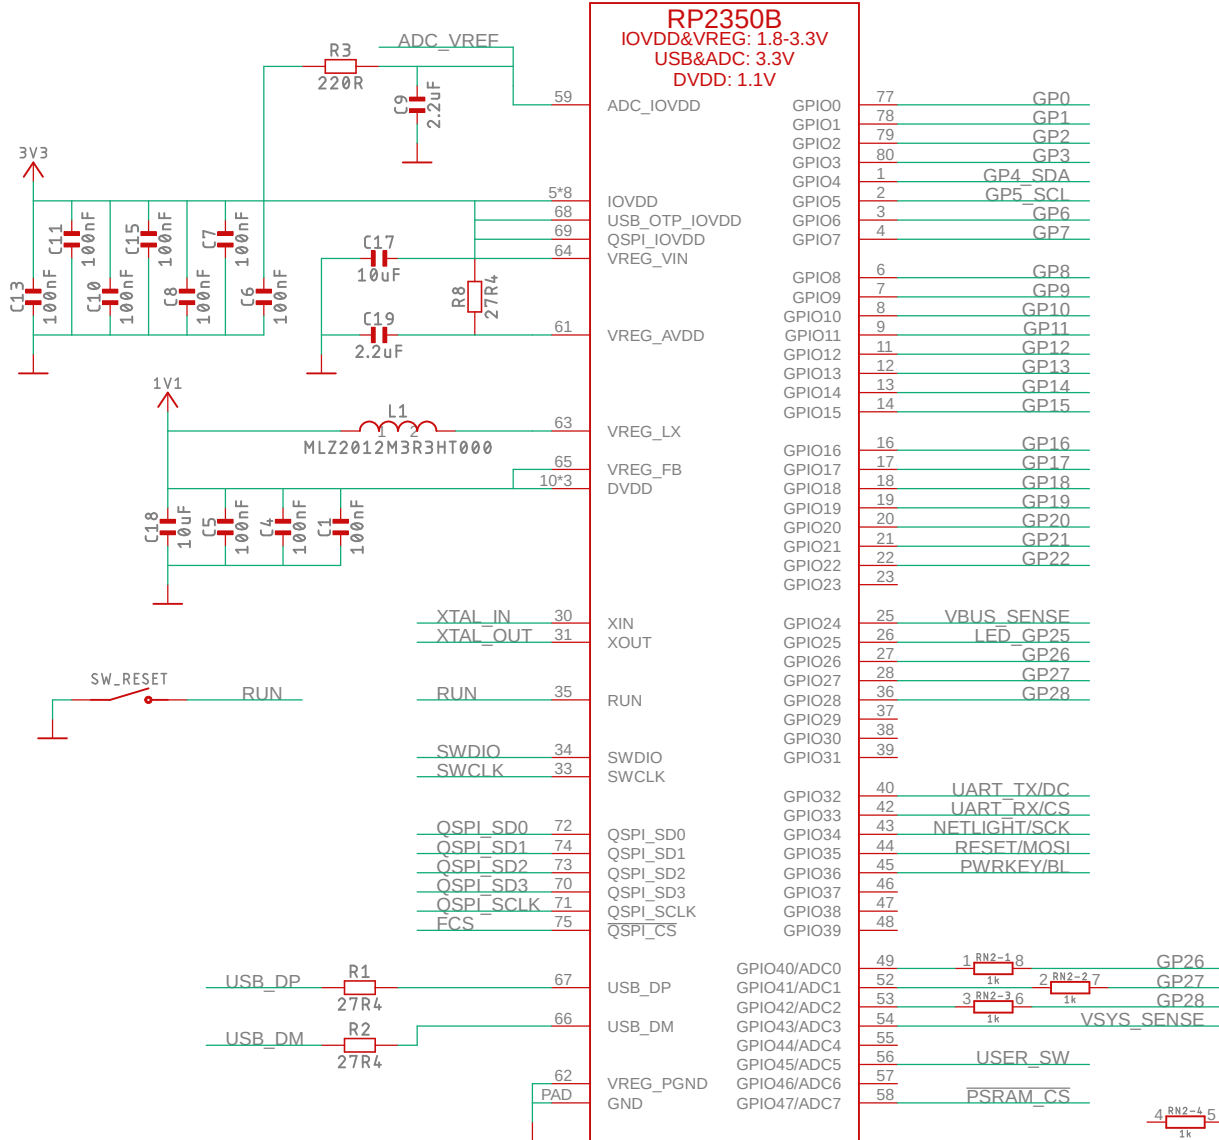 RP2350B
IOVDD&VREG: 1.8-3.3V
USB&ADC: 3.3V
DVDD: 1.1V
ADC_VREF
R3
220R
C9
2.2uF
59 ADC_IOVDD
3V3
C13
100nF
C11
100nF
C10
100nF
C15
100nF
C8
100nF
C7
100nF
C6
100nF
5*8 IOVDD
68 USB_OTP_IOVDD
69 QSPI_IOVDD
64 VREG_VIN
C17
10uF
R8
27R4
C19
2.2uF
61 VREG_AVDD
1V1
L1
1 2
MLZ2012M3R3HT000
63 VREG_LX
65 VREG_FB
10*3 DVDD
C18
10uF
C5
100nF
C4
100nF
C1
100nF
XTAL_IN 30 XIN
XTAL_OUT 31 XOUT
SW_RESET
RUN
RUN 35 RUN
SWDIO 34 SWDIO
SWCLK 33 SWCLK
QSPI_SD0 72 QSPI_SD0
QSPI_SD1 74 QSPI_SD1
QSPI_SD2 73 QSPI_SD2
QSPI_SD3 70 QSPI_SD3
QSPI_SCLK 71 QSPI_SCLK
FCS 75 QSPI_CS
USB_DP R1 67 USB_DP
27R4
USB_DM R2 66 USB_DM
27R4
62 VREG_PGND
PAD GND
GPIO0 77 GP0
GPIO1 78 GP1
GPIO2 79 GP2
GPIO3 80 GP3
GPIO4 1 GP4_SDA
GPIO5 2 GP5_SCL
GPIO6 3 GP6
GPIO7 4 GP7
GPIO8 6 GP8
GPIO9 7 GP9
GPIO10 8 GP10
GPIO11 9 GP11
GPIO12 11 GP12
GPIO13 12 GP13
GPIO14 13 GP14
GPIO15 14 GP15
GPIO16 16 GP16
GPIO17 17 GP17
GPIO18 18 GP18
GPIO19 19 GP19
GPIO20 20 GP20
GPIO21 21 GP21
GPIO22 22 GP22
GPIO23 23
GPIO24 25 VBUS_SENSE
GPIO25 26 LED_GP25
GPIO26 27 GP26
GPIO27 28 GP27
GPIO28 36 GP28
GPIO29 37
GPIO30 38
GPIO31 39
GPIO32 40 UART_TX/DC
GPIO33 42 UART_RX/CS
GPIO34 43 NETLIGHT/SCK
GPIO35 44 RESET/MOSI
GPIO36 45 PWRKEY/BL
GPIO37 46
GPIO38 47
GPIO39 48
GPIO40/ADC0 49 1 RN2-1 8 GP26
1k
GPIO41/ADC1 52 2 RN2-2 7 GP27
1k
GPIO42/ADC2 53 3 RN2-3 6 GP28
1k
GPIO43/ADC3 54 VSYS_SENSE
GPIO44/ADC4 55
GPIO45/ADC5 56 USER_SW
GPIO46/ADC6 57
GPIO47/ADC7 58 PSRAM_CS
4 RN2-4 5
1k